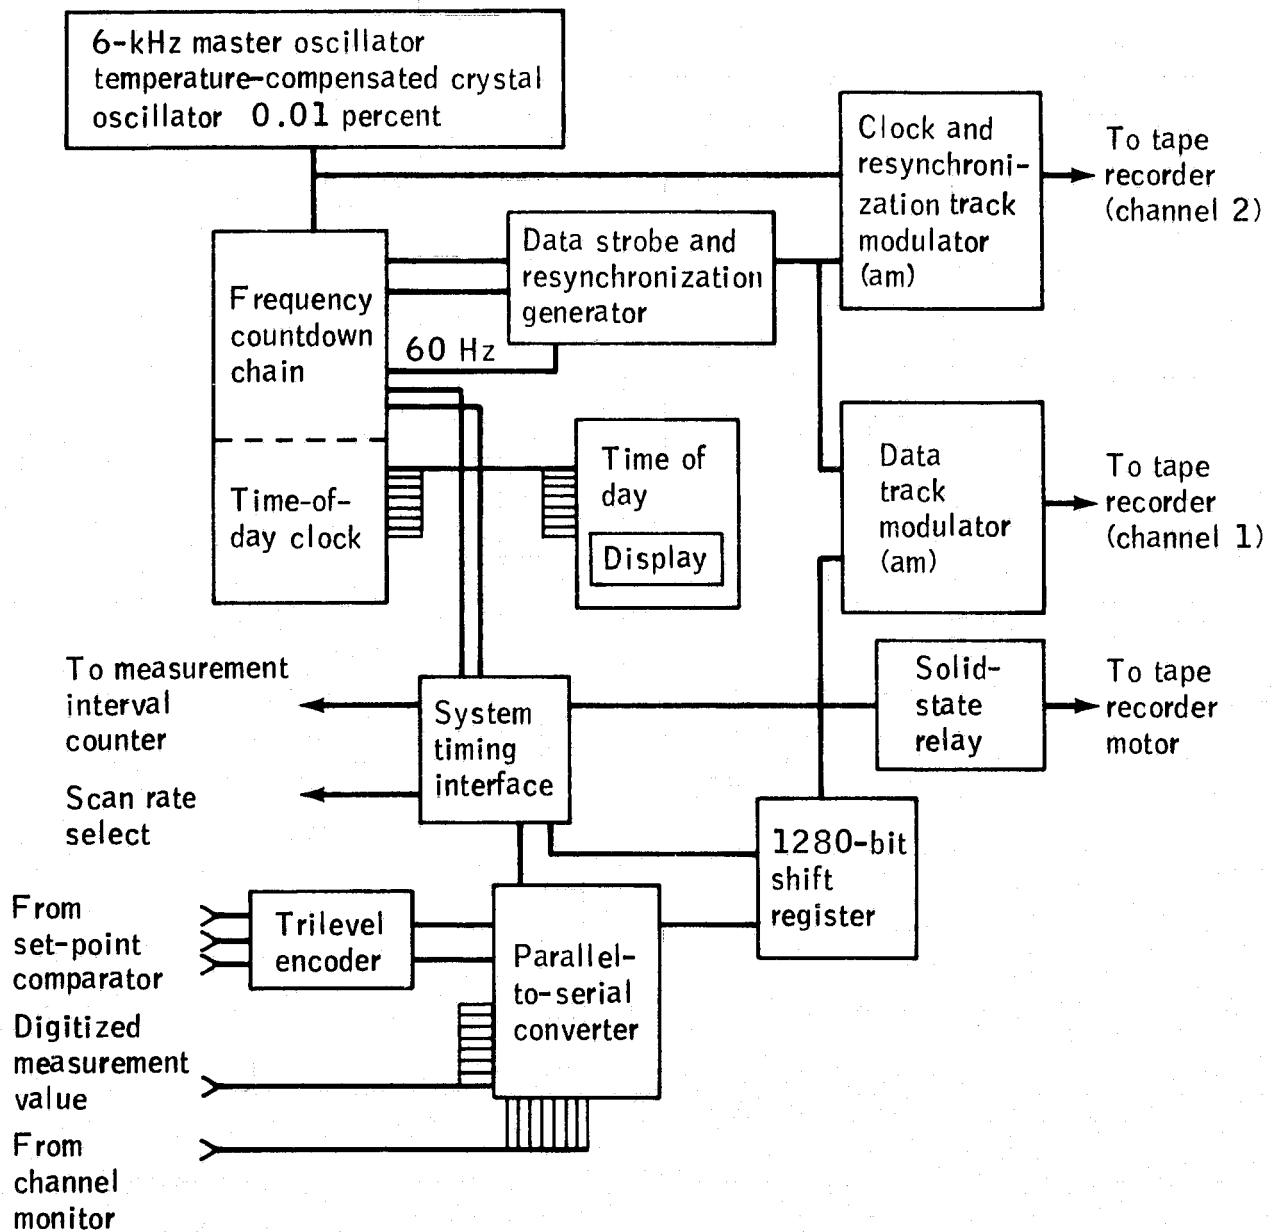 6-kHz master oscillator
temperature-compensated crystal
oscillator 0.01 percent
Clock and
resynchroni-
zation track
modulator
(am)
To tape
recorder
(channel 2)
Data strobe and
resynchronization
generator
Frequency
countdown
chain
60 Hz
Time-of-
day clock
Time of
day
Display
Data
track
modulator
(am)
To tape
recorder
(channel 1)
To measurement
interval
counter
Scan rate
select
System
timing
interface
Solid-
state
relay
To tape
recorder
motor
1280-bit
shift
register
From
set-point
comparator
Trilevel
encoder
Parallel-
to-serial
converter
Digitized
measurement
value
From
channel
monitor